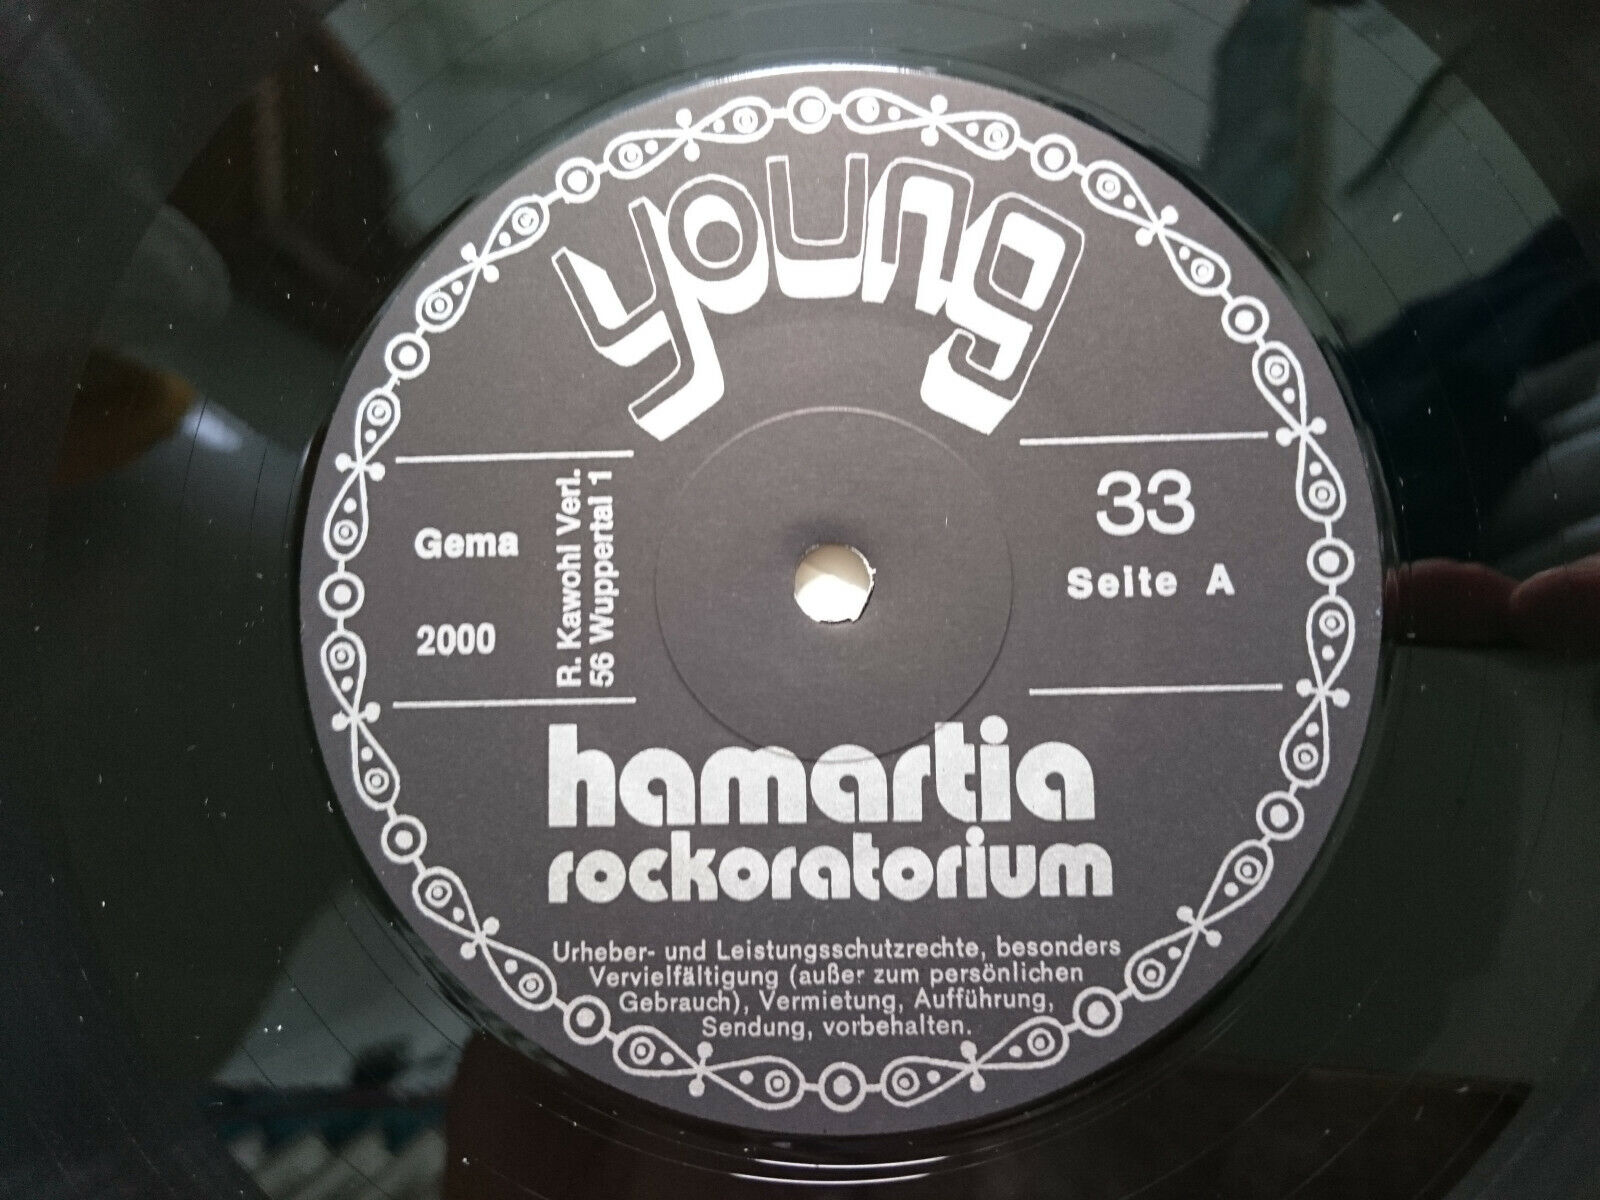 young
Gema
2000
R. Kawohl Verl.
56 Wuppertal 1
33
Seite A
hamartia
rockoratorium
Urheber- und Leistungsschutzrechte, besonders
Vervielfältigung (außer zum persönlichen
Gebrauch), Vermietung, Aufführung,
Sendung, vorbehalten.